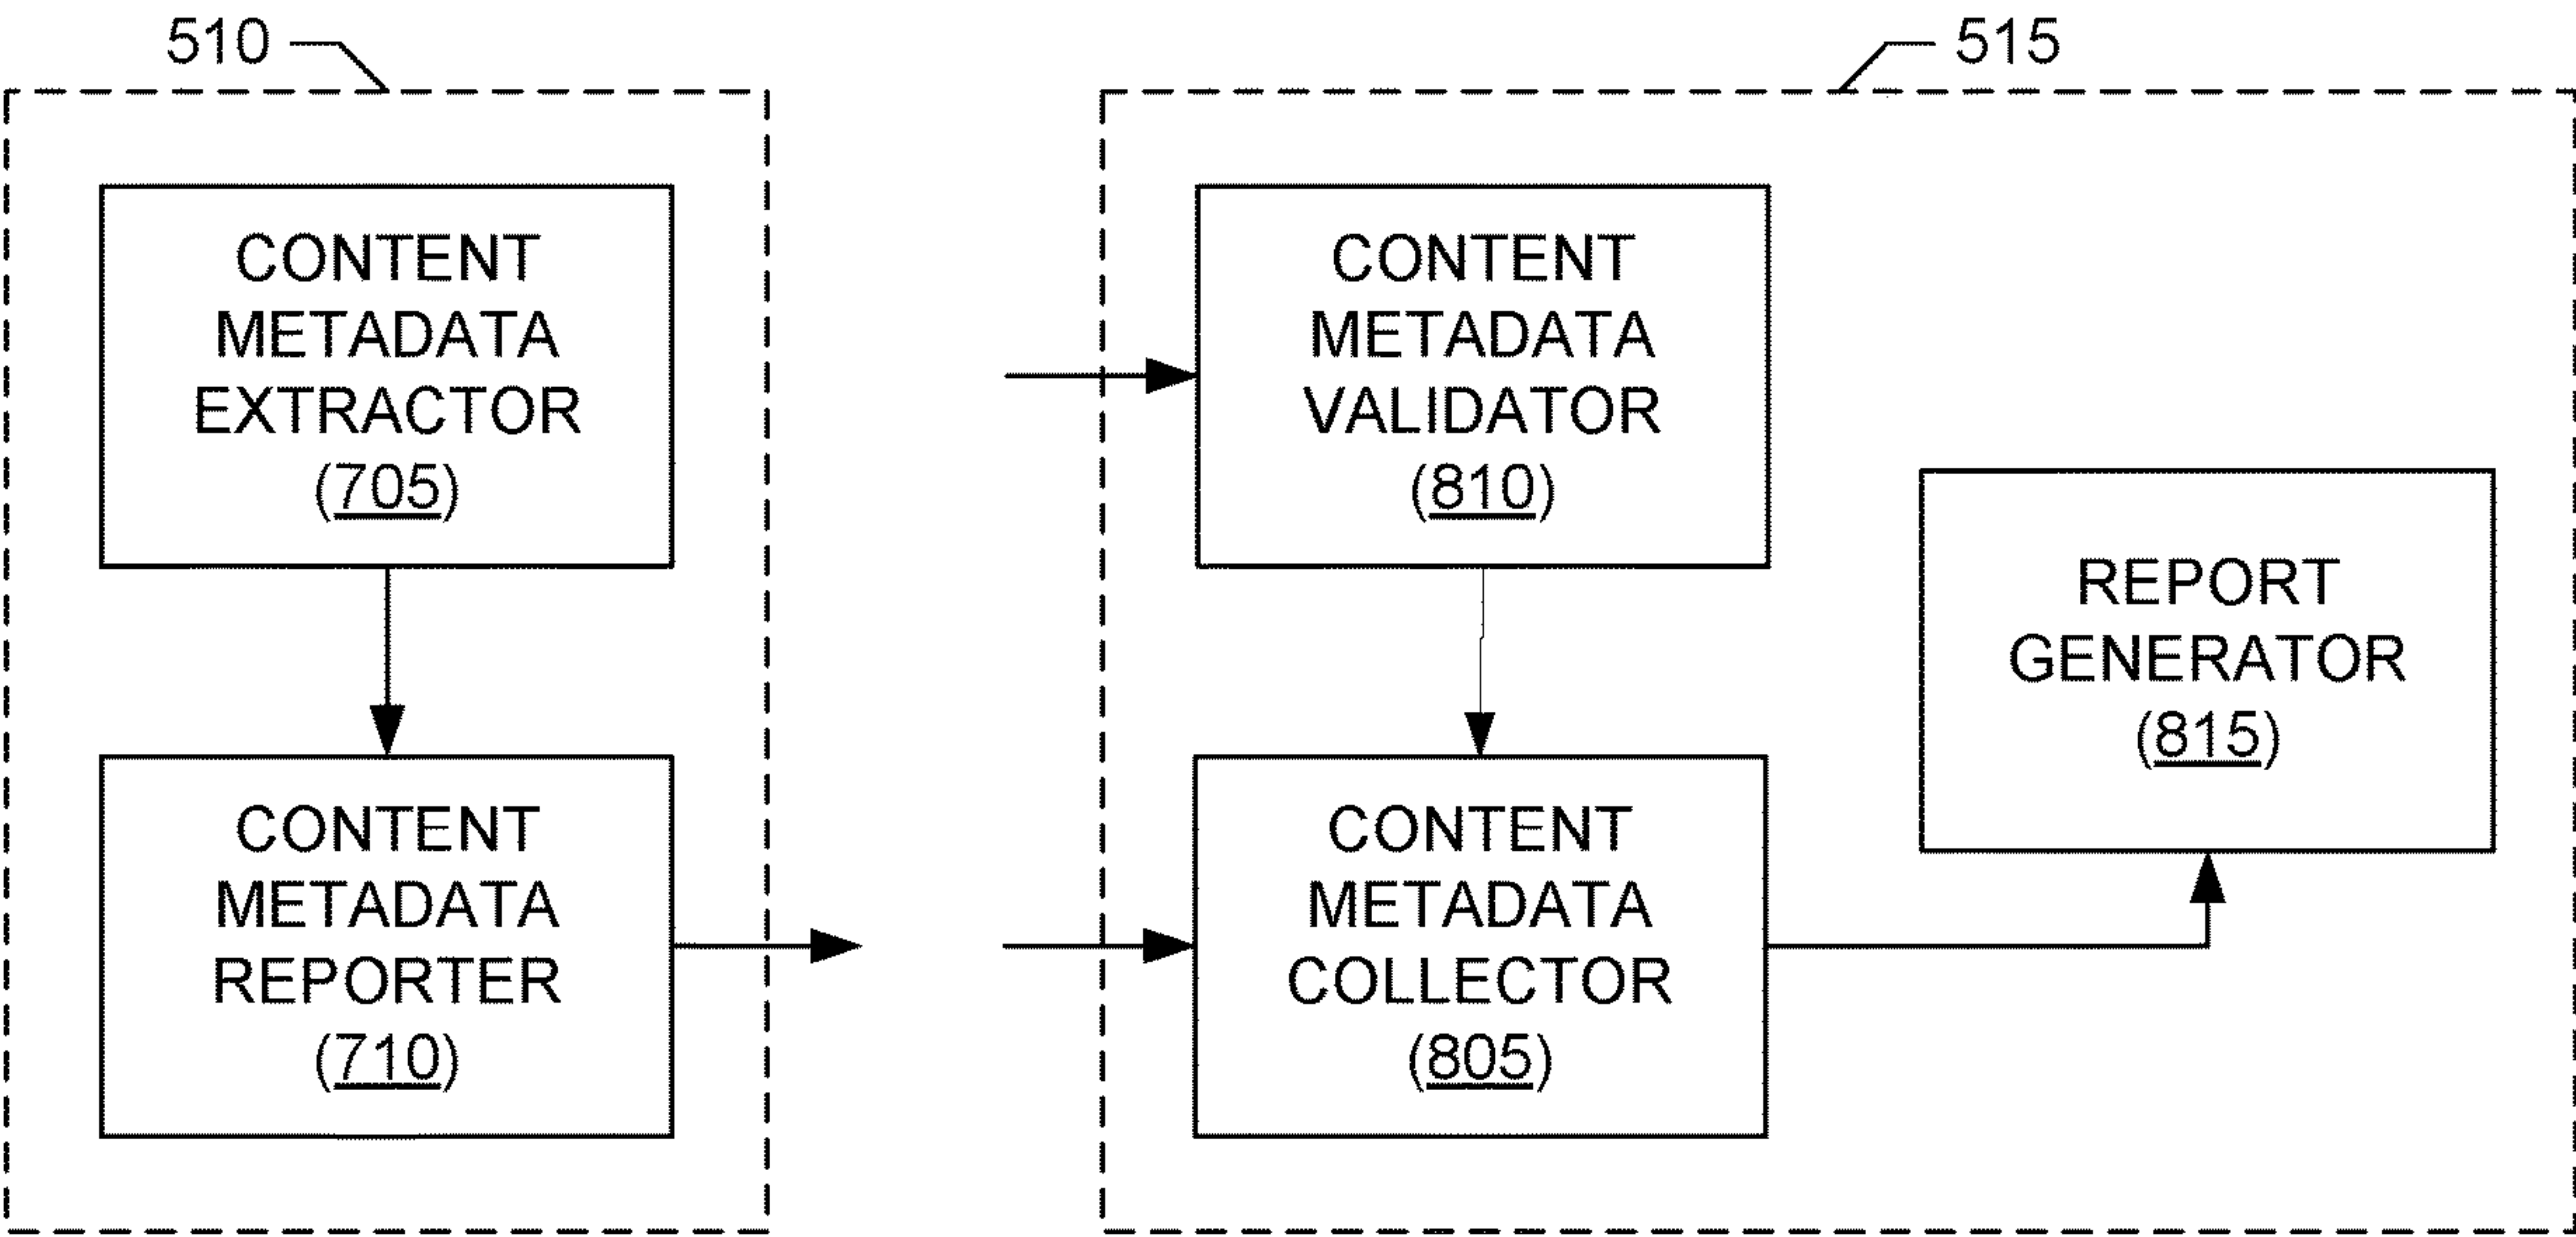 510
CONTENT
METADATA
EXTRACTOR
(705)
CONTENT
METADATA
REPORTER
(710)
515
CONTENT
METADATA
VALIDATOR
(810)
CONTENT
METADATA
COLLECTOR
(805)
REPORT
GENERATOR
(815)